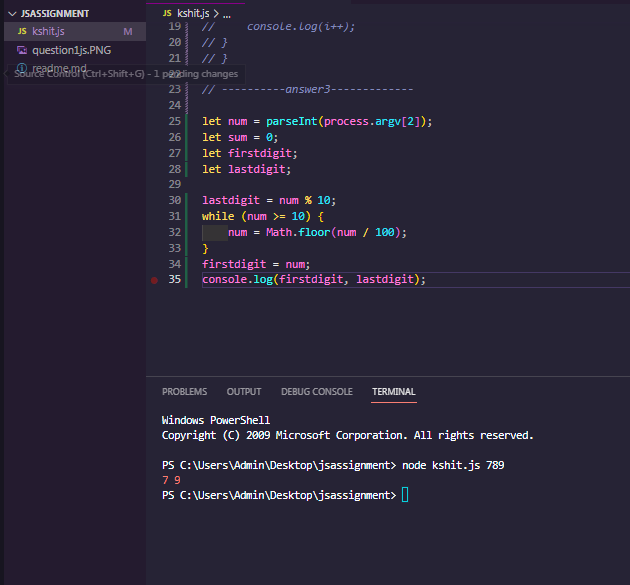 JSASSIGNMENT
JS kshit.js M
question1js.PNG
readme.md
Source Control (Ctrl+Shift+G) - 1 pending changes
JS kshit.js > ...
19 // console.log(i++);
20 // }
21 // }
22
23 // ----------answer3-------------
24
25 let num = parseInt(process.argv[2]);
26 let sum = 0;
27 let firstdigit;
28 let lastdigit;
29
30 lastdigit = num % 10;
31 while (num >= 10) {
32 num = Math.floor(num / 100);
33 }
34 firstdigit = num;
35 console.log(firstdigit, lastdigit);
PROBLEMS OUTPUT DEBUG CONSOLE TERMINAL
Windows PowerShell
Copyright (C) 2009 Microsoft Corporation. All rights reserved.
PS C:\Users\Admin\Desktop\jsassignment> node kshit.js 789
7 9
PS C:\Users\Admin\Desktop\jsassignment>